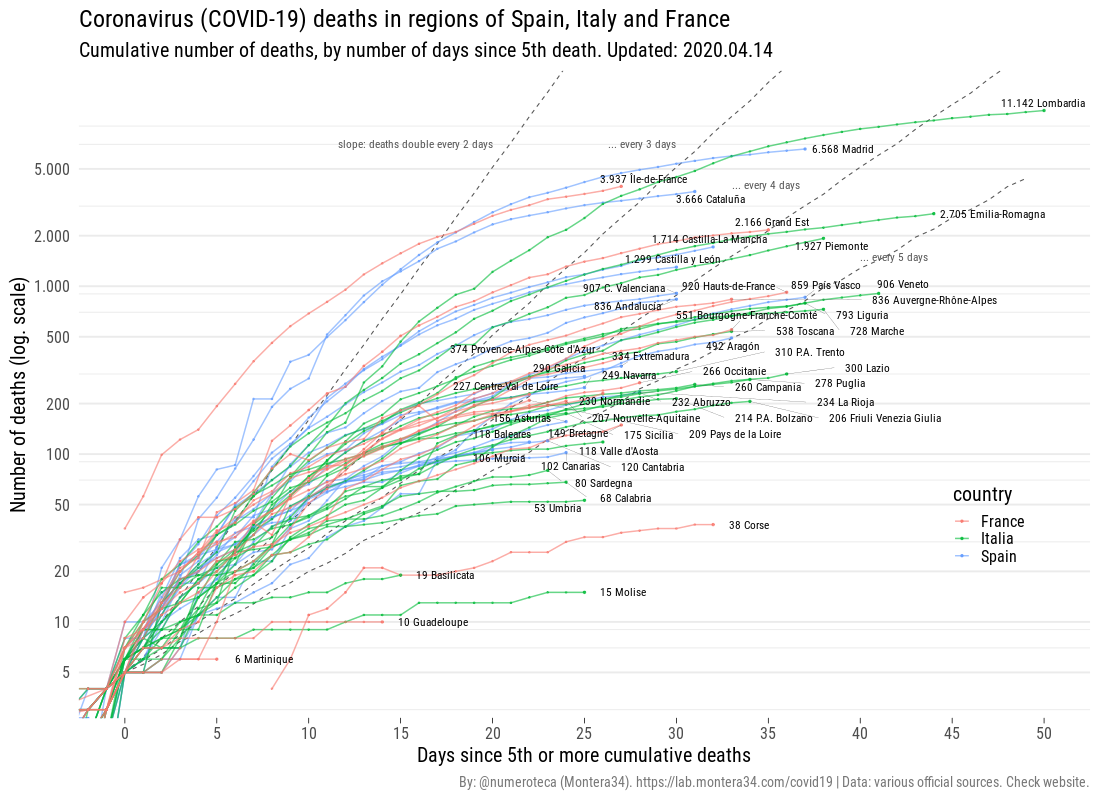 Coronavirus (COVID-19) deaths in regions of Spain, Italy and France
Cumulative number of deaths, by number of days since 5th death. Updated: 2020.04.14
11.142 Lombardia
slope: deaths double every 2 days
... every 3 days
6.568 Madrid
5.000
3.937 Île-de-France
... every 4 days
3.666 Cataluña
2.705 Emilia-Romagna
2.166 Grand Est
2.000
1.714 Castilla-La Mancha
1.927 Piemonte
1.299 Castilla y León
... every 5 days
1.000
907 C. Valenciana
920 Hauts-de-France
859 País Vasco
906 Veneto
836 Andalucía
836 Auvergne-Rhône-Alpes
551 Bourgogne-Franche-Comté
793 Liguria
538 Toscana
728 Marche
500
492 Aragón
374 Provence-Alpes-Côte d'Azur
334 Extremadura
310 P.A. Trento
290 Galicia
249 Navarra
266 Occitanie
300 Lazio
227 Centre-Val de Loire
260 Campania
278 Puglia
200
230 Normandie
232 Abruzzo
234 La Rioja
156 Asturias
207 Nouvelle-Aquitaine
214 P.A. Bolzano
206 Friuli Venezia Giulia
118 Baleares
149 Bretagne
175 Sicilia
209 Pays de la Loire
100
106 Murcia
118 Valle d'Aosta
102 Canarias
120 Cantabria
80 Sardegna
68 Calabria
50
53 Umbria
38 Corse
20
19 Basilicata
15 Molise
10
10 Guadeloupe
6 Martinique
5
country
France
Italia
Spain
Number of deaths (log. scale)
0 5 10 15 20 25 30 35 40 45 50
Days since 5th or more cumulative deaths
By: @numeroteca (Montera34). https://lab.montera34.com/covid19 | Data: various official sources. Check website.